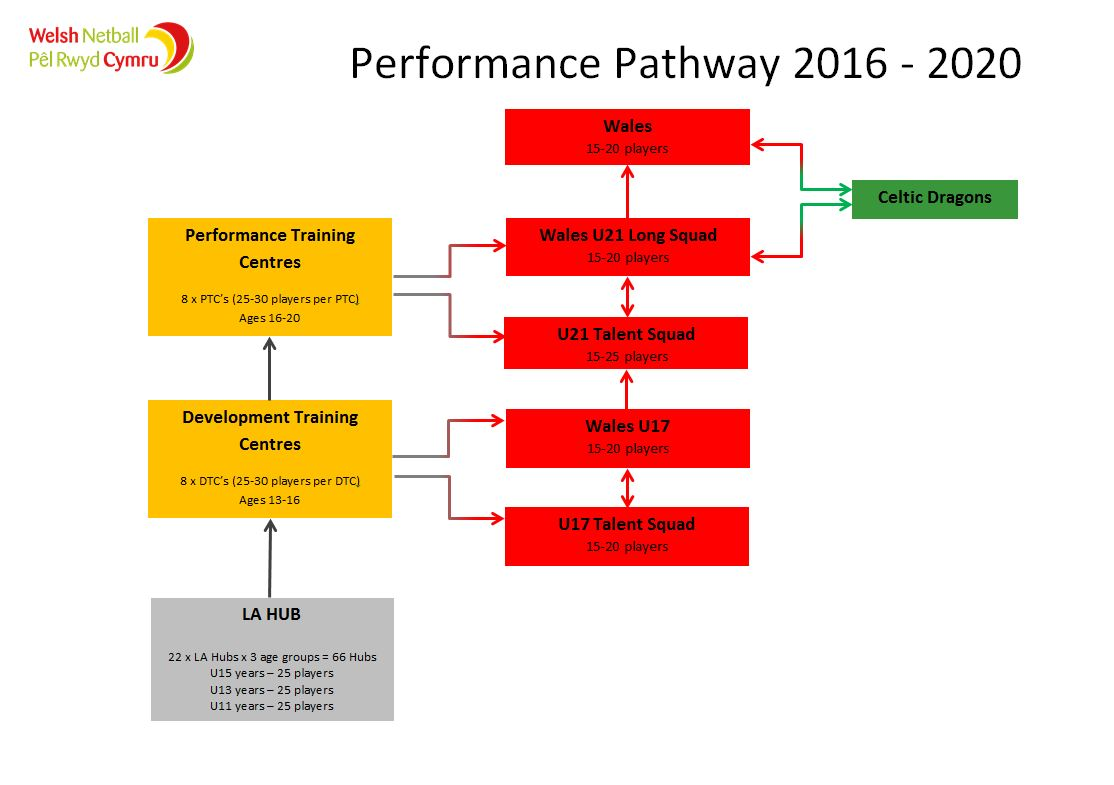 Welsh Netball
Pêl Rwyd Cymru
Performance Pathway 2016 - 2020
Wales
15-20 players
Celtic Dragons
Performance Training
Centres
8 x PTC's (25-30 players per PTC)
Ages 16-20
Wales U21 Long Squad
15-20 players
U21 Talent Squad
15-25 players
Development Training
Centres
8 x DTC's (25-30 players per DTC)
Ages 13-16
Wales U17
15-20 players
U17 Talent Squad
15-20 players
LA HUB
22 x LA Hubs x 3 age groups = 66 Hubs
U15 years – 25 players
U13 years – 25 players
U11 years – 25 players